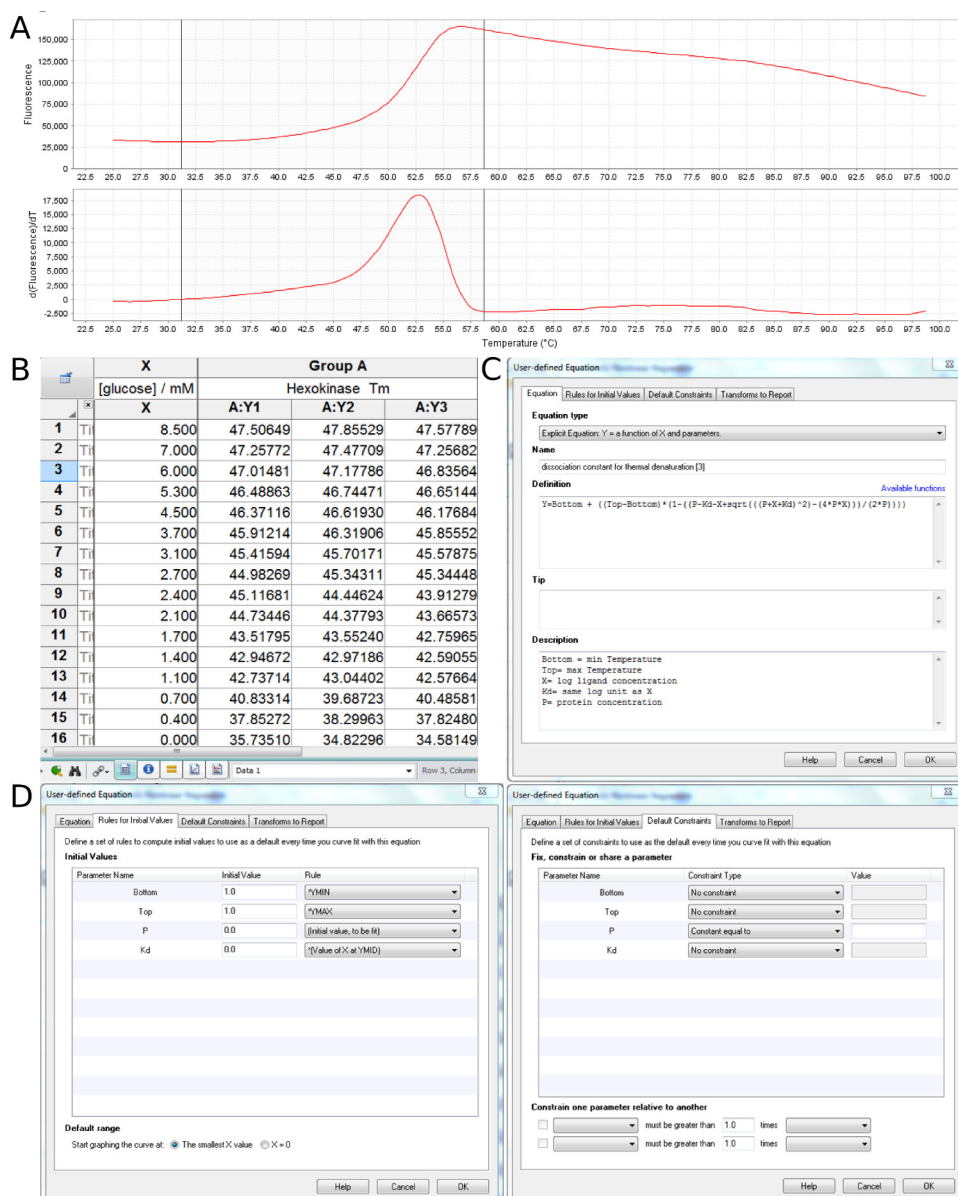 A
Fluorescence
150,000
125,000
100,000
75,000
50,000
25,000
0
22.5 25.0 27.5 30.0 32.5 35.0 37.5 40.0 42.5 45.0 47.5 50.0 52.5 55.0 57.5 60.0 62.5 65.0 67.5 70.0 72.5 75.0 77.5 80.0 82.5 85.0 87.5 90.0 92.5 95.0 97.5 100.0
d(Fluorescence)/dT
17,500
15,000
12,500
10,000
7,500
5,000
2,500
0
-2,500
22.5 25.0 27.5 30.0 32.5 35.0 37.5 40.0 42.5 45.0 47.5 50.0 52.5 55.0 57.5 60.0 62.5 65.0 67.5 70.0 72.5 75.0 77.5 80.0 82.5 85.0 87.5 90.0 92.5 95.0 97.5 100.0
Temperature (°C)
B
X Group A
[glucose] / mM Hexokinase Tm
X A:Y1 A:Y2 A:Y3
1 Tit 8.500 47.50649 47.85529 47.57789
2 Tit 7.000 47.25772 47.47709 47.25682
3 Tit 6.000 47.01481 47.17786 46.83564
4 Tit 5.300 46.48863 46.74471 46.65144
5 Tit 4.500 46.37116 46.61930 46.17684
6 Tit 3.700 45.91214 46.31906 45.85552
7 Tit 3.100 45.41594 45.70171 45.57875
8 Tit 2.700 44.98269 45.34311 45.34448
9 Tit 2.400 45.11681 44.44624 43.91279
10 Tit 2.100 44.73446 44.37793 43.66573
11 Tit 1.700 43.51795 43.55240 42.75965
12 Tit 1.400 42.94672 42.97186 42.59055
13 Tit 1.100 42.73714 43.04402 42.57664
14 Tit 0.700 40.83314 39.68723 40.48581
15 Tit 0.400 37.85272 38.29963 37.82480
16 Tit 0.000 35.73510 34.82296 34.58149
Data 1 Row 3, Column
C
User-defined Equation
Equation Rules for Initial Values Default Constraints Transforms to Report
Equation type
Explicit Equation: Y = a function of X and parameters.
Name
dissociation constant for thermal denaturation [3]
Definition
Available functions
Y=Bottom + ((Top-Bottom)*(1-((P-Kd-X+sqrt(((P+X+Kd)^2)-(4*P*X)))/(2*P))))
Tip
Description
Bottom = min Temperature
Top= max Temperature
X= log ligand concentration
Kd= same log unit as X
P= protein concentration
Help Cancel OK
D
User-defined Equation
Equation Rules for Initial Values Default Constraints Transforms to Report
Define a set of rules to compute initial values to use as a default every time you curve fit with this equation
Initial Values
Parameter Name Initial Value Rule
Bottom 1.0 *YMIN
Top 1.0 *YMAX
P 0.0 (Initial value, to be fit)
Kd 0.0 *(Value of X at YMID)
Default range
Start graphing the curve at: The smallest X value X = 0
Help Cancel OK
User-defined Equation
Equation Rules for Initial Values Default Constraints Transforms to Report
Define a set of constraints to use as the default every time you curve fit with this equation
Fix, constrain or share a parameter
Parameter Name Constraint Type Value
Bottom No constraint
Top No constraint
P Constant equal to
Kd No constraint
Constrain one parameter relative to another
must be greater than 1.0 times
must be greater than 1.0 times
Help Cancel OK